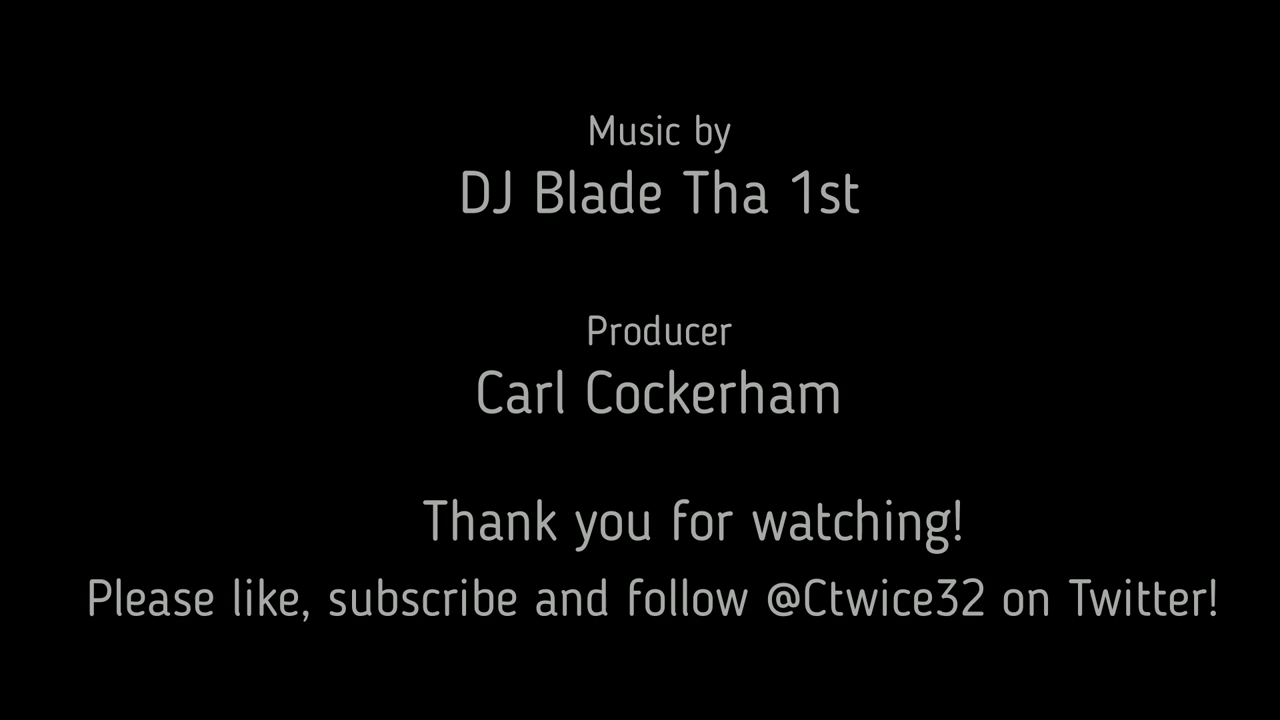 Music by
DJ Blade Tha 1st
Producer
Carl Cockerham
Thank you for watching!
Please like, subscribe and follow @Ctwice32 on Twitter!